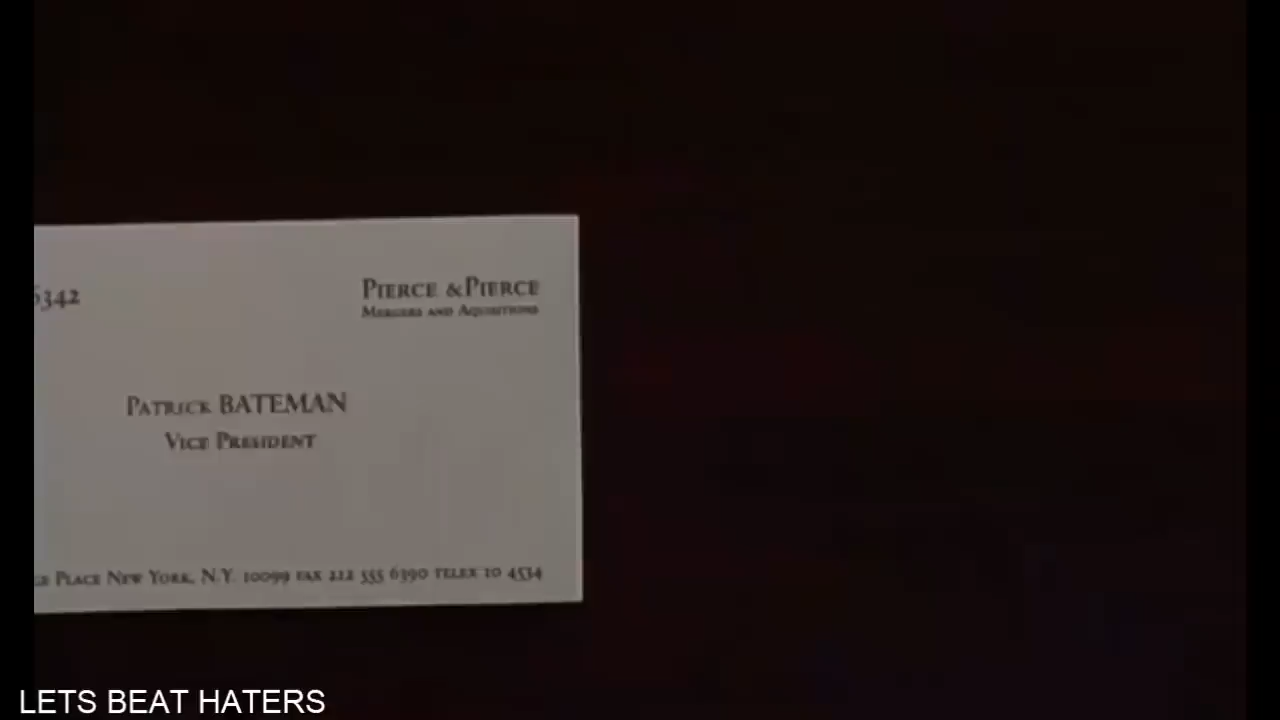 6342
PIERCE & PIERCE
MERGERS AND AQUISITIONS
PATRICK BATEMAN
VICE PRESIDENT
PLACE NEW YORK, N.Y. 10099 FAX 212 555 6390 TELEX 10 4534
LETS BEAT HATERS